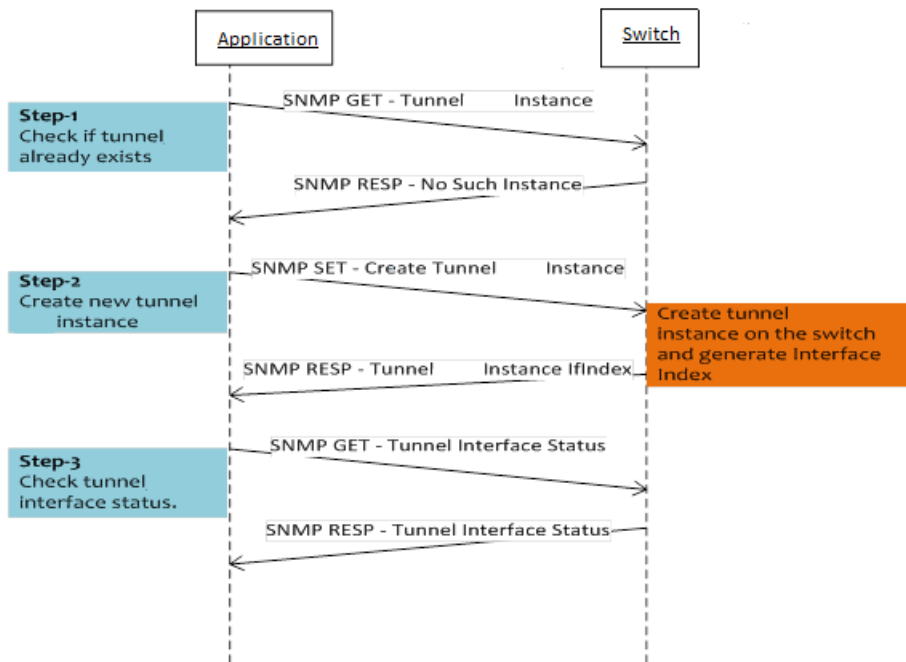 Application
Switch
SNMP GET - Tunnel Instance
Step-1
Check if tunnel
already exists
SNMP RESP - No Such Instance
SNMP SET - Create Tunnel Instance
Step-2
Create new tunnel
instance
Create tunnel
instance on the switch
and generate Interface
Index
SNMP RESP - Tunnel Instance IfIndex
SNMP GET - Tunnel Interface Status
Step-3
Check tunnel
interface status.
SNMP RESP - Tunnel Interface Status